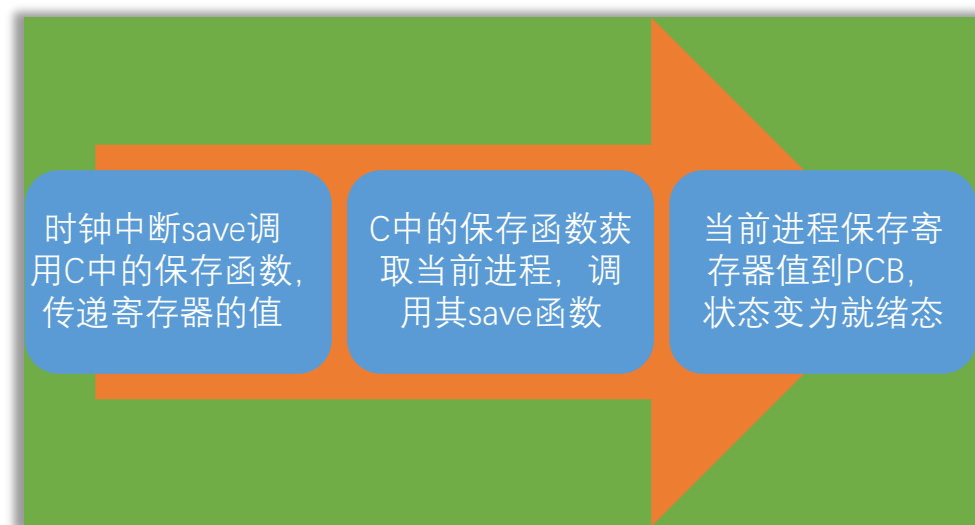 时钟中断save调
用C中的保存函数,
传递寄存器的值
C中的保存函数获
取当前进程，调
用其save函数
当前进程保存寄
存器值到PCB,
状态变为就绪态